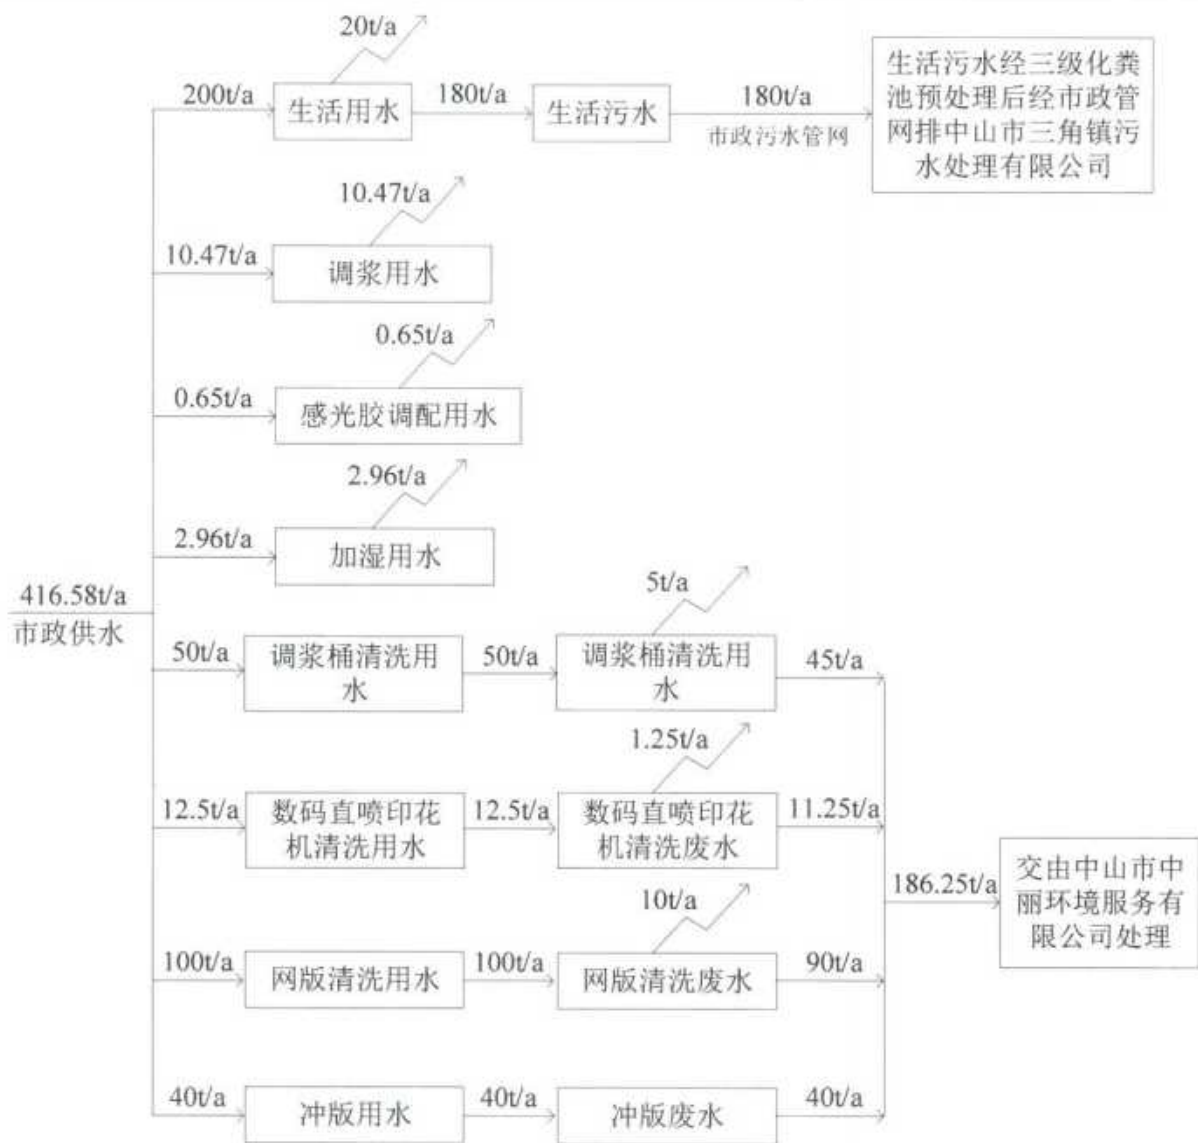 20t/a
200t/a
生活用水
180t/a
生活污水
180t/a
市政污水管网
生活污水经三级化粪
池预处理后经市政管
网排中山市三角镇污
水处理有限公司
10.47t/a
10.47t/a
调浆用水
0.65t/a
0.65t/a
感光胶调配用水
2.96t/a
2.96t/a
加湿用水
416.58t/a
市政供水
5t/a
50t/a
调浆桶清洗用
水
50t/a
调浆桶清洗用
水
45t/a
1.25t/a
12.5t/a
数码直喷印花
机清洗用水
12.5t/a
数码直喷印花
机清洗废水
11.25t/a
186.25t/a
交由中山市中
丽环境服务有
限公司处理
10t/a
100t/a
网版清洗用水
100t/a
网版清洗废水
90t/a
40t/a
冲版用水
40t/a
冲版废水
40t/a